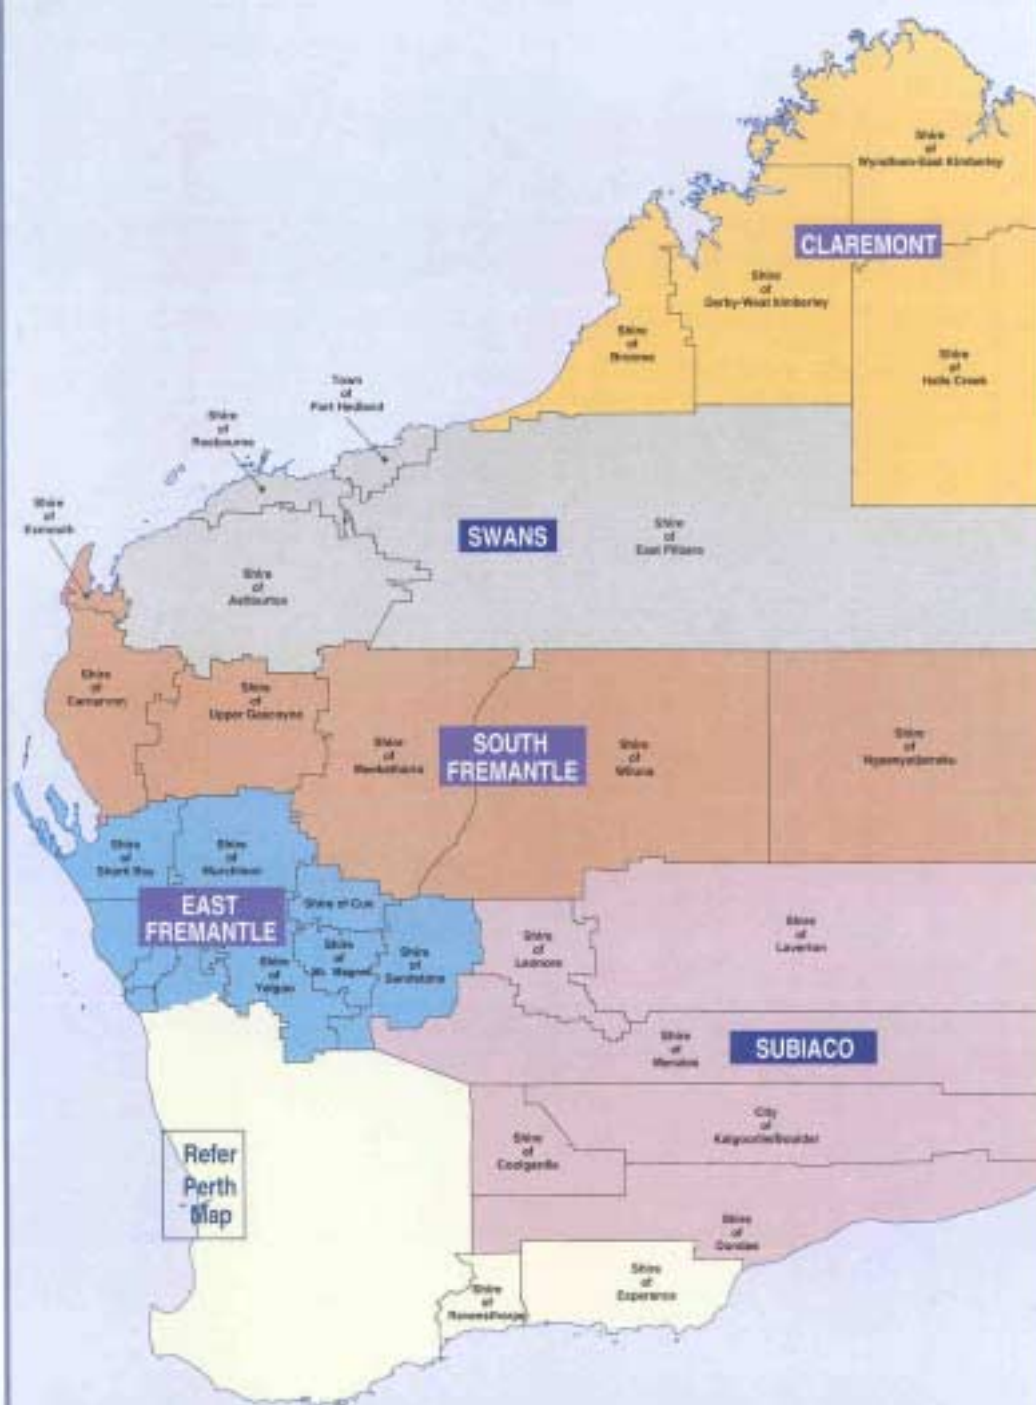 Shire
of
Wyndham-East Kimberley
CLAREMONT
Shire
of
Derby-West Kimberley
Shire
of
Broome
Shire
of
Halls Creek
Town
of
Port Hedland
Shire
of
Roebourne
Shire
of
Exmouth
SWANS
Shire
of
East Pilbara
Shire
of
Ashburton
Shire
of
Carnarvon
Shire
of
Upper Gascoyne
Shire
of
Meekatharra
SOUTH
FREMANTLE
Shire
of
Wiluna
Shire
of
Ngaanyatjarraku
Shire
of
Shark Bay
Shire
of
Murchison
EAST
FREMANTLE
Shire of Cue
Shire
of
Mt. Magnet
Shire
of
Sandstone
Shire
of
Yalgoo
Shire
of
Leonora
Shire
of
Laverton
Shire
of
Menzies
SUBIACO
City
of
Kalgoorlie/Boulder
Shire
of
Coolgardie
Refer
Perth
Map
Shire
of
Dundas
Shire
of
Ravensthorpe
Shire
of
Esperance